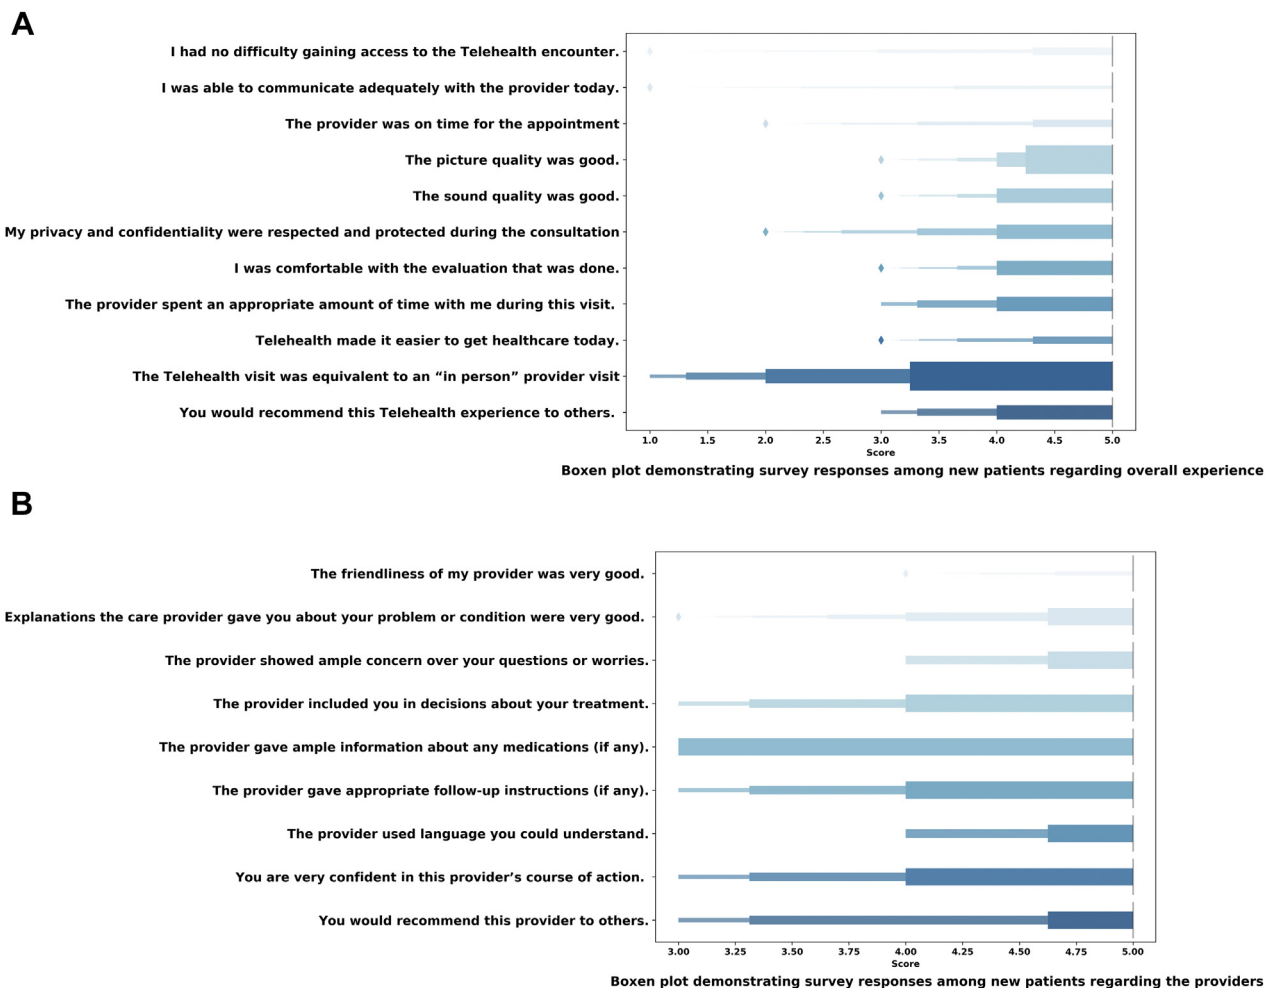 A
I had no difficulty gaining access to the Telehealth encounter.
I was able to communicate adequately with the provider today.
The provider was on time for the appointment
The picture quality was good.
The sound quality was good.
My privacy and confidentiality were respected and protected during the consultation
I was comfortable with the evaluation that was done.
The provider spent an appropriate amount of time with me during this visit.
Telehealth made it easier to get healthcare today.
The Telehealth visit was equivalent to an “in person” provider visit
You would recommend this Telehealth experience to others.
1.0 1.5 2.0 2.5 3.0 3.5 4.0 4.5 5.0
Score
Boxen plot demonstrating survey responses among new patients regarding overall experience
B
The friendliness of my provider was very good.
Explanations the care provider gave you about your problem or condition were very good.
The provider showed ample concern over your questions or worries.
The provider included you in decisions about your treatment.
The provider gave ample information about any medications (if any).
The provider gave appropriate follow-up instructions (if any).
The provider used language you could understand.
You are very confident in this provider’s course of action.
You would recommend this provider to others.
3.00 3.25 3.50 3.75 4.00 4.25 4.50 4.75 5.00
Score
Boxen plot demonstrating survey responses among new patients regarding the providers